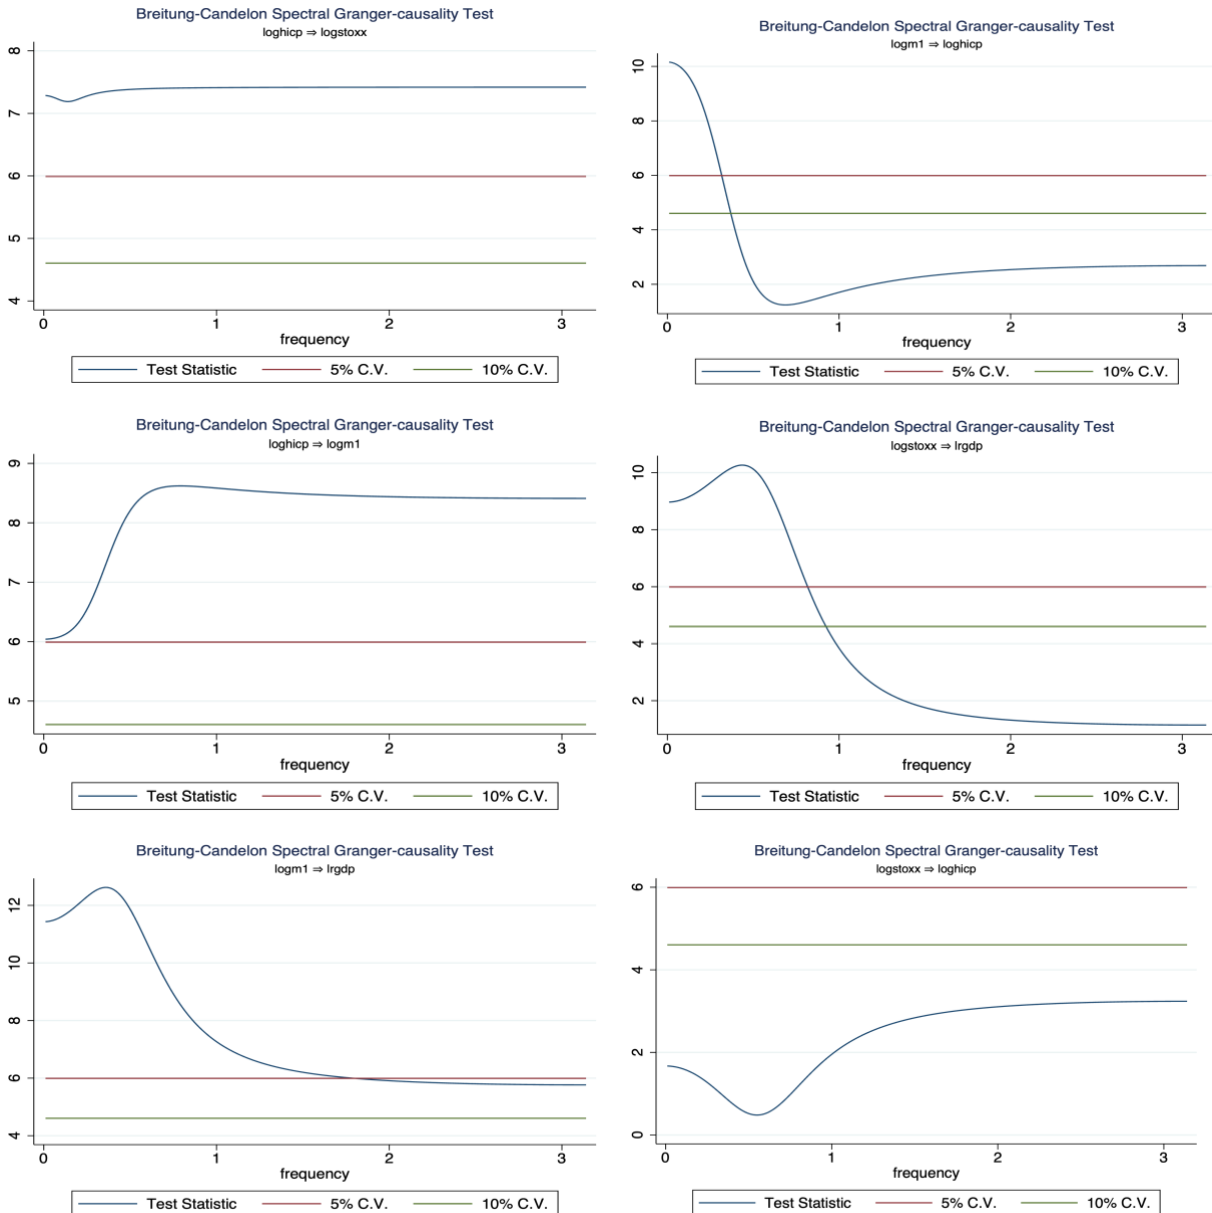 Breitung-Candelon Spectral Granger-causality Test
loghicp ⇒ logstoxx
8
7
6
5
4
0 1 2 3
frequency
Test Statistic 5% C.V. 10% C.V.
Breitung-Candelon Spectral Granger-causality Test
logm1 ⇒ loghicp
10
8
6
4
2
0 1 2 3
frequency
Test Statistic 5% C.V. 10% C.V.
Breitung-Candelon Spectral Granger-causality Test
loghicp ⇒ logm1
9
8
7
6
5
0 1 2 3
frequency
Test Statistic 5% C.V. 10% C.V.
Breitung-Candelon Spectral Granger-causality Test
logstoxx ⇒ lrgdp
10
8
6
4
2
0 1 2 3
frequency
Test Statistic 5% C.V. 10% C.V.
Breitung-Candelon Spectral Granger-causality Test
logm1 ⇒ lrgdp
12
10
8
6
4
0 1 2 3
frequency
Test Statistic 5% C.V. 10% C.V.
Breitung-Candelon Spectral Granger-causality Test
logstoxx ⇒ loghicp
6
4
2
0
0 1 2 3
frequency
Test Statistic 5% C.V. 10% C.V.